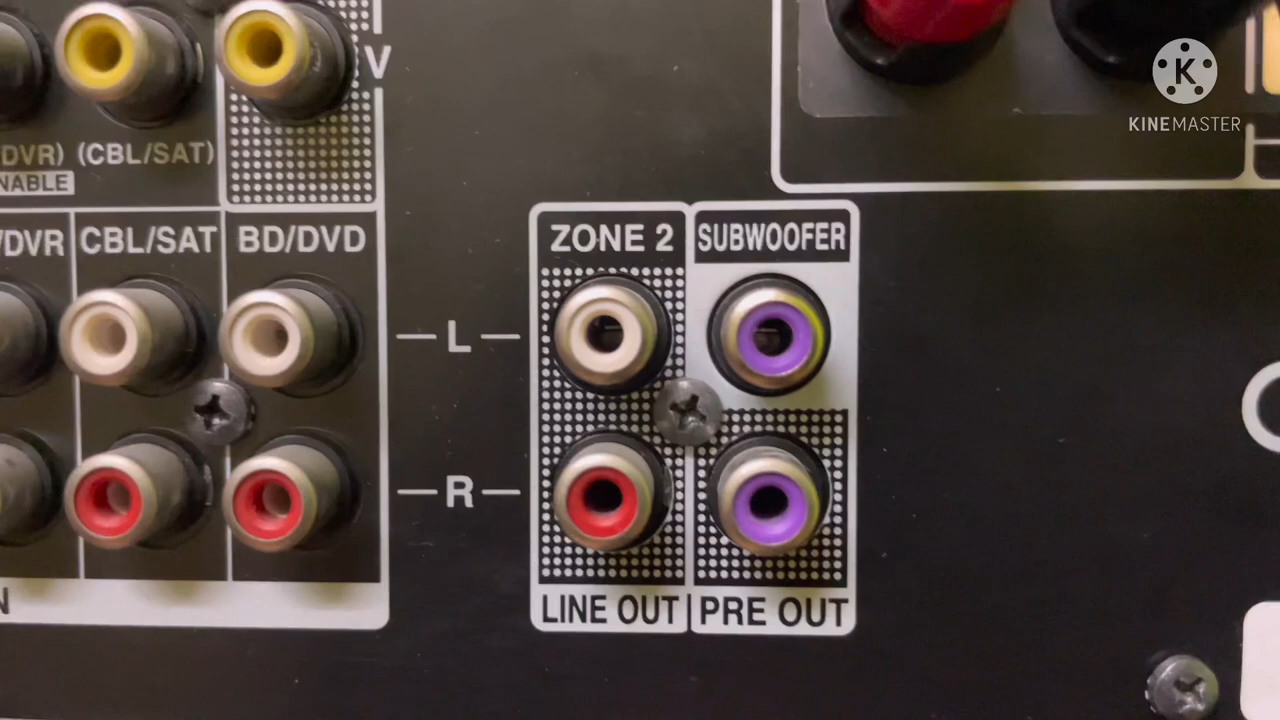 V
DVR) (CBL/SAT)
NABLE
/DVR CBL/SAT BD/DVD
ZONE 2 SUBWOOFER
L
R
N
LINE OUT PRE OUT
K
KINEMASTER